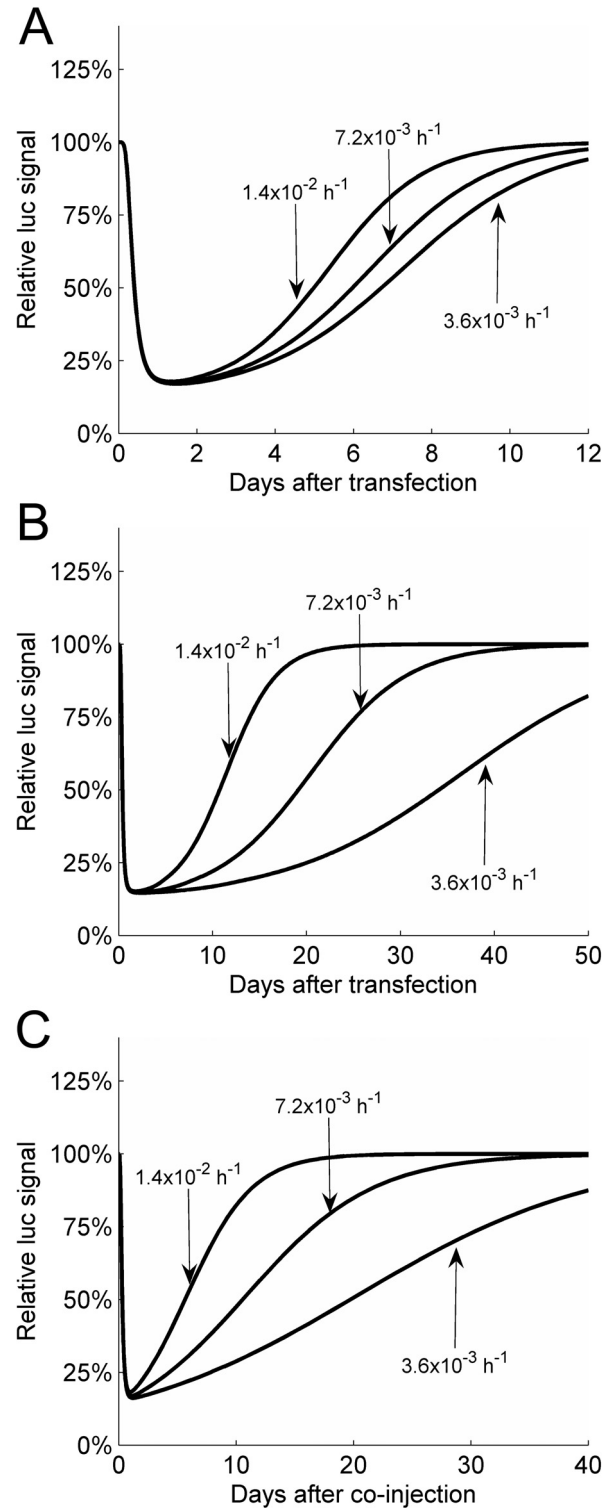 A
125%
100%
75%
50%
25%
0%
Relative luc signal
7.2x10⁻³ h⁻¹
1.4x10⁻² h⁻¹
3.6x10⁻³ h⁻¹
0 2 4 6 8 10 12
Days after transfection
B
125%
100%
75%
50%
25%
0%
Relative luc signal
7.2x10⁻³ h⁻¹
1.4x10⁻² h⁻¹
3.6x10⁻³ h⁻¹
0 10 20 30 40 50
Days after transfection
C
125%
100%
75%
50%
25%
0%
Relative luc signal
7.2x10⁻³ h⁻¹
1.4x10⁻² h⁻¹
3.6x10⁻³ h⁻¹
0 10 20 30 40
Days after co-injection